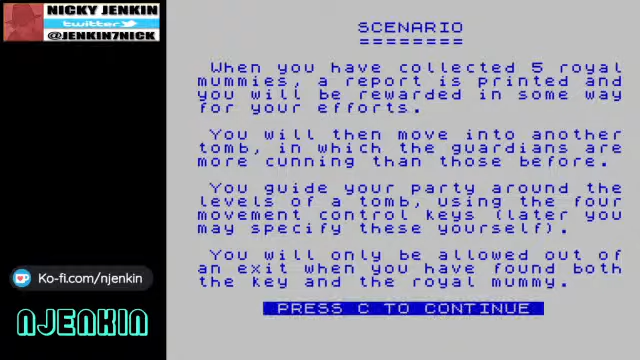 NICKY JENKIN
twitter
@JENKIN7NICK
SCENARIO
========
When you have collected 5 royal
mummies, a report is printed and
you will be rewarded in some way
for your efforts.
You will then move into another
tomb, in which the guardians are
more cunning than those before.
You guide your party around the
levels of a tomb, using the four
movement control keys (later you
may specify these yourself).
You will only be allowed out of
an exit when you have found both
the key and the royal mummy.
PRESS C TO CONTINUE
Ko-fi.com/njenkin
NJENKIN